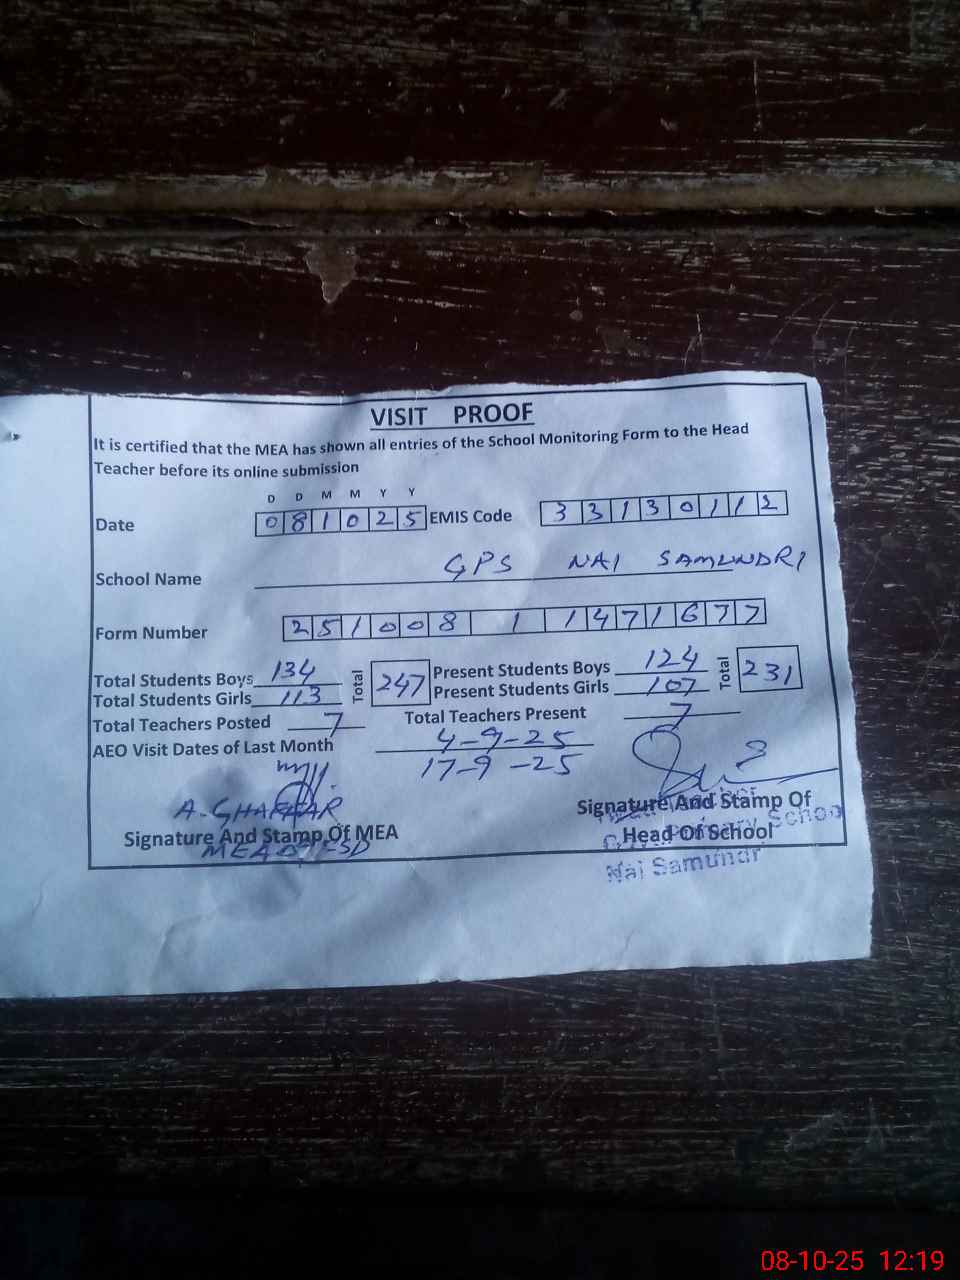 VISIT PROOF
It is certified that the MEA has shown all entries of the School Monitoring Form to the Head
Teacher before its online submission
D D M M Y Y
Date 0 8 1 0 2 5 EMIS Code 3 3 1 3 0 1 1 2
School Name GPS NAI SAMUNDRI
Form Number 2 5 1 0 0 8 1 1 4 7 1 6 7 7
Total Students Boys 134 Total 247 Present Students Boys 124 Total 231
Total Students Girls 113 Present Students Girls 107
Total Teachers Posted 7 Total Teachers Present 7
AEO Visit Dates of Last Month 4-9-25
17-9-25
A. GHAFFAR
Signature And Stamp Of MEA
Signature And Stamp Of
Head Of School
Primary School
Nai Samundri
08-10-25 12:19